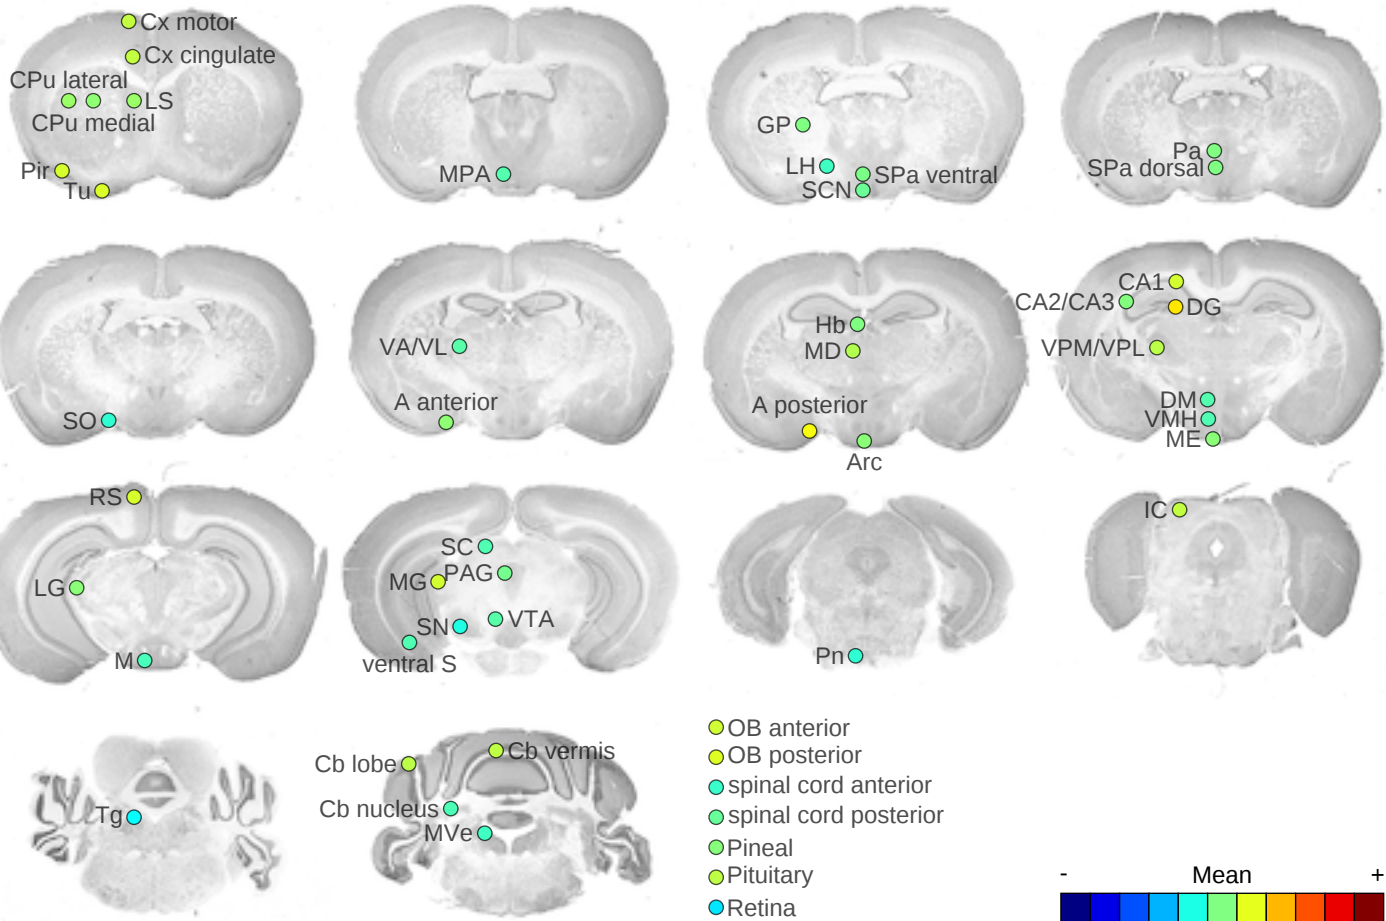 Cx motor
Cx cingulate
CPu lateral
LS
CPu medial
Pir
Tu
MPA
GP
LH
SPa ventral
SCN
Pa
SPa dorsal
SO
VA/VL
A anterior
Hb
MD
A posterior
Arc
CA1
CA2/CA3
DG
VPM/VPL
DM
VMH
ME
RS
LG
M
SC
PAG
MG
VTA
SN
ventral S
Pn
IC
Tg
Cb vermis
Cb lobe
Cb nucleus
MVe
OB anterior
OB posterior
spinal cord anterior
spinal cord posterior
Pineal
Pituitary
Retina
- Mean +